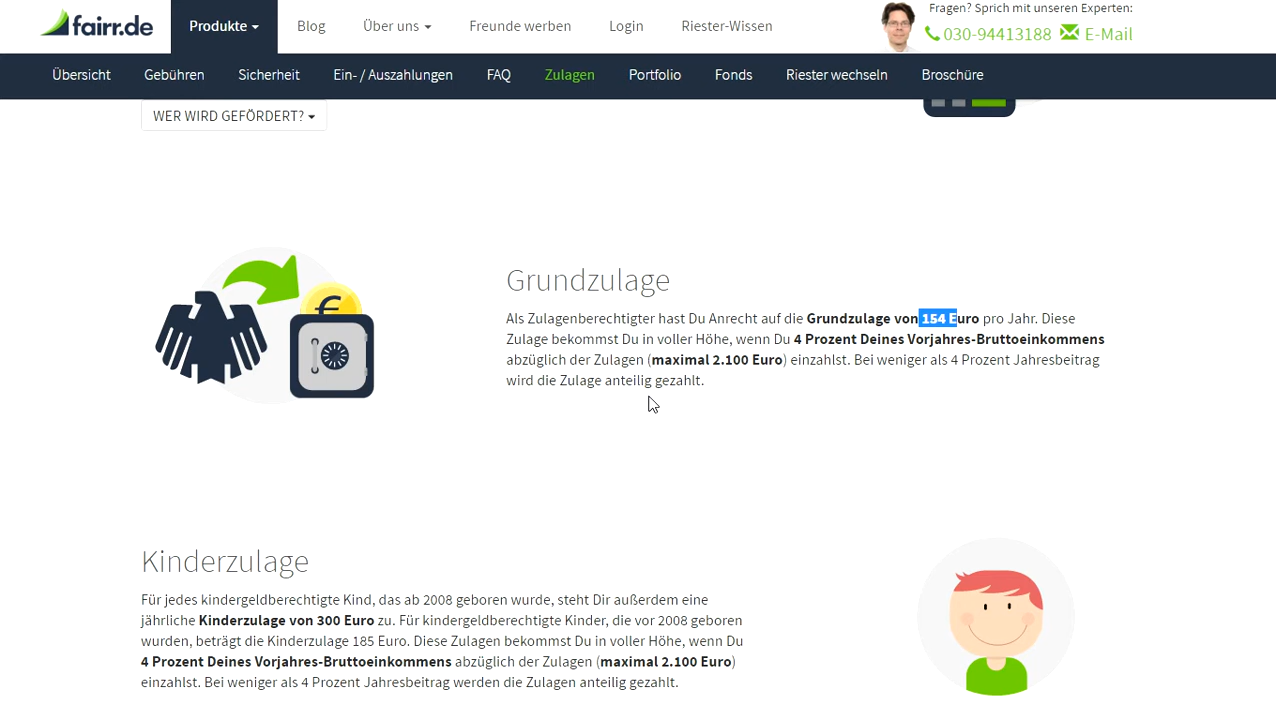 fairr.de
Produkte
Blog
Über uns
Freunde werben
Login
Riester-Wissen
Fragen? Sprich mit unseren Experten:
030-94413188
E-Mail
Übersicht
Gebühren
Sicherheit
Ein- / Auszahlungen
FAQ
Zulagen
Portfolio
Fonds
Riester wechseln
Broschüre
WER WIRD GEFÖRDERT?
€
Grundzulage
Als Zulagenberechtigter hast Du Anrecht auf die Grundzulage von 154 Euro pro Jahr. Diese
Zulage bekommst Du in voller Höhe, wenn Du 4 Prozent Deines Vorjahres-Bruttoeinkommens
abzüglich der Zulagen (maximal 2.100 Euro) einzahlst. Bei weniger als 4 Prozent Jahresbeitrag
wird die Zulage anteilig gezahlt.
Kinderzulage
Für jedes kindergeldberechtigte Kind, das ab 2008 geboren wurde, steht Dir außerdem eine
jährliche Kinderzulage von 300 Euro zu. Für kindergeldberechtigte Kinder, die vor 2008 geboren
wurden, beträgt die Kinderzulage 185 Euro. Diese Zulagen bekommst Du in voller Höhe, wenn Du
4 Prozent Deines Vorjahres-Bruttoeinkommens abzüglich der Zulagen (maximal 2.100 Euro)
einzahlst. Bei weniger als 4 Prozent Jahresbeitrag werden die Zulagen anteilig gezahlt.